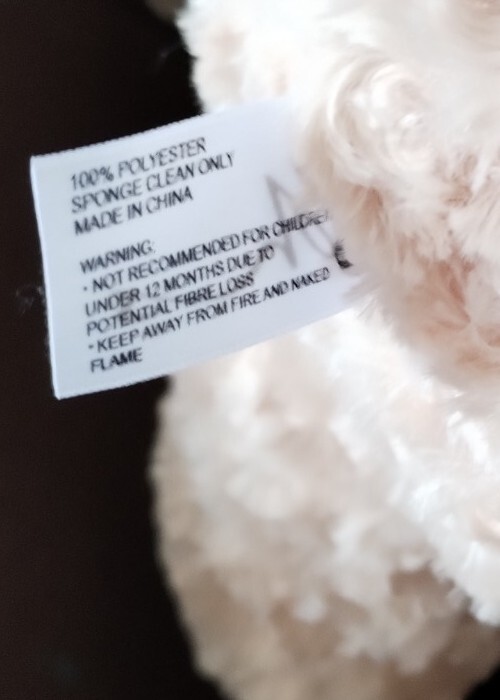 100% POLYESTER
SPONGE CLEAN ONLY
MADE IN CHINA
WARNING:
• NOT RECOMMENDED FOR CHILDREN
UNDER 12 MONTHS DUE TO
POTENTIAL FIBRE LOSS
• KEEP AWAY FROM FIRE AND NAKED
FLAME